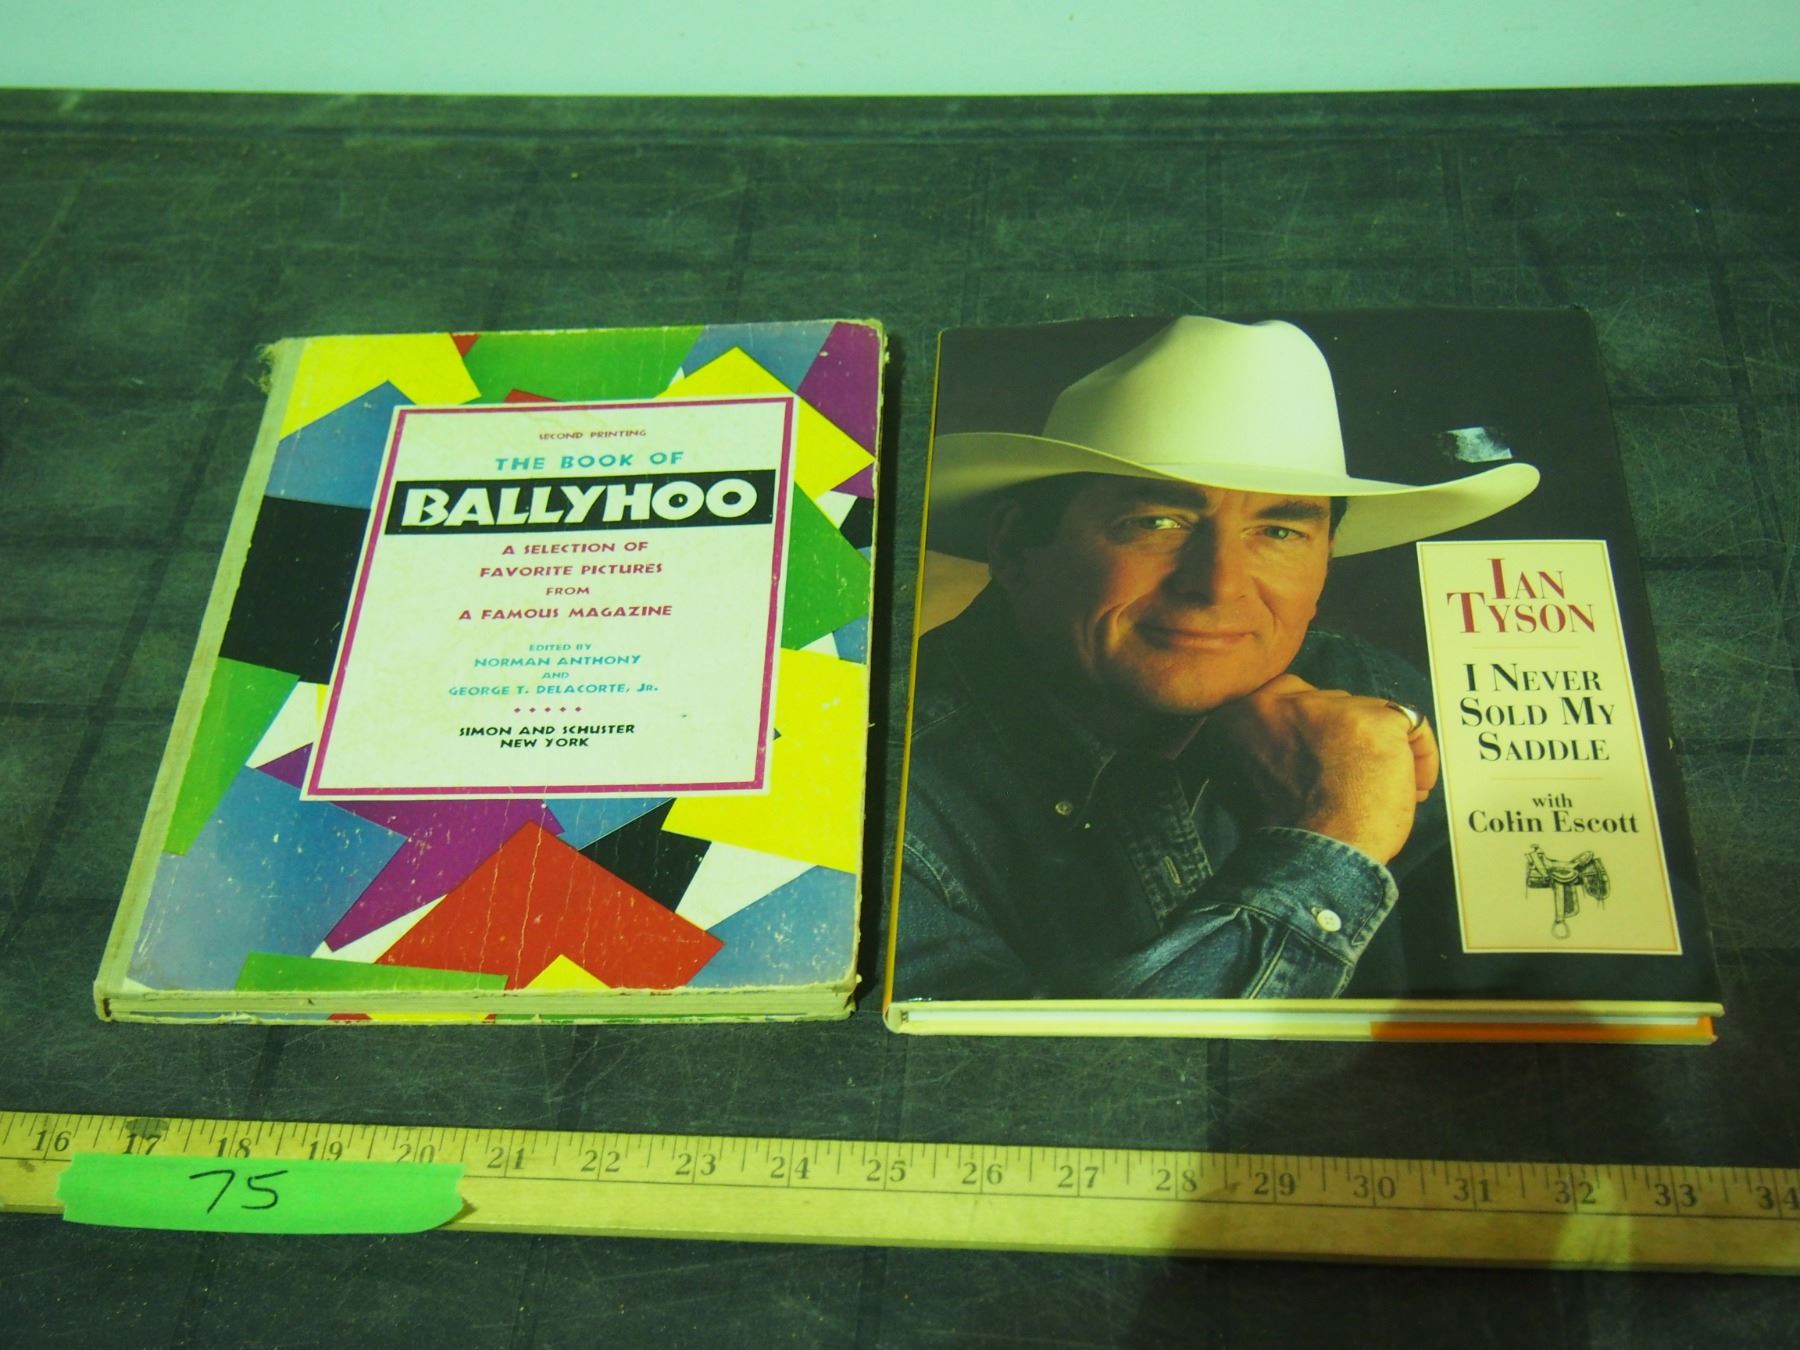 SECOND PRINTING
THE BOOK OF
BALLYHOO
A SELECTION OF
FAVORITE PICTURES
FROM
A FAMOUS MAGAZINE
EDITED BY
NORMAN ANTHONY
AND
GEORGE T. DELACORTE, JR.
SIMON AND SCHUSTER
NEW YORK
IAN
TYSON
I NEVER
SOLD MY
SADDLE
with
Colin Escott
16 17 18 19 20 21 22 23 24 25 26 27 28 29 30 31 32 33 34
75